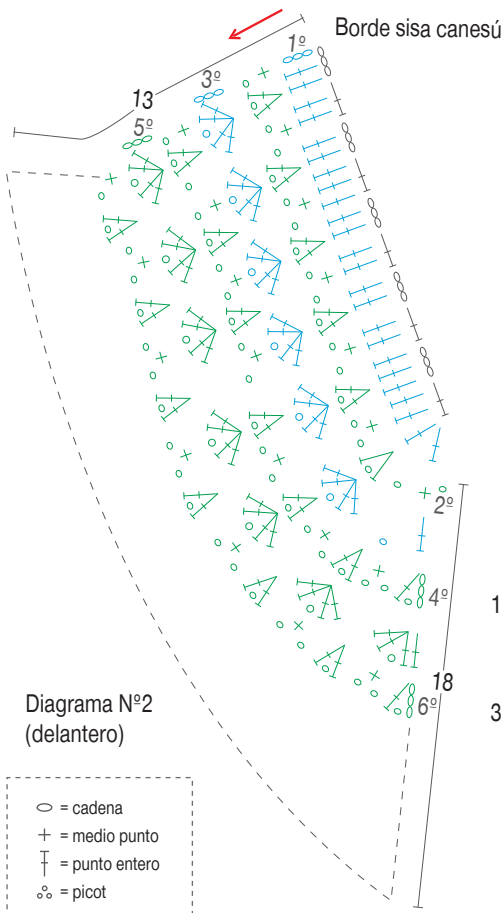 Borde sisa canesú
1º
3º
13
5º
2º
4º
1
18
6º
3
Diagrama Nº2
(delantero)
= cadena
= medio punto
= punto entero
= picot